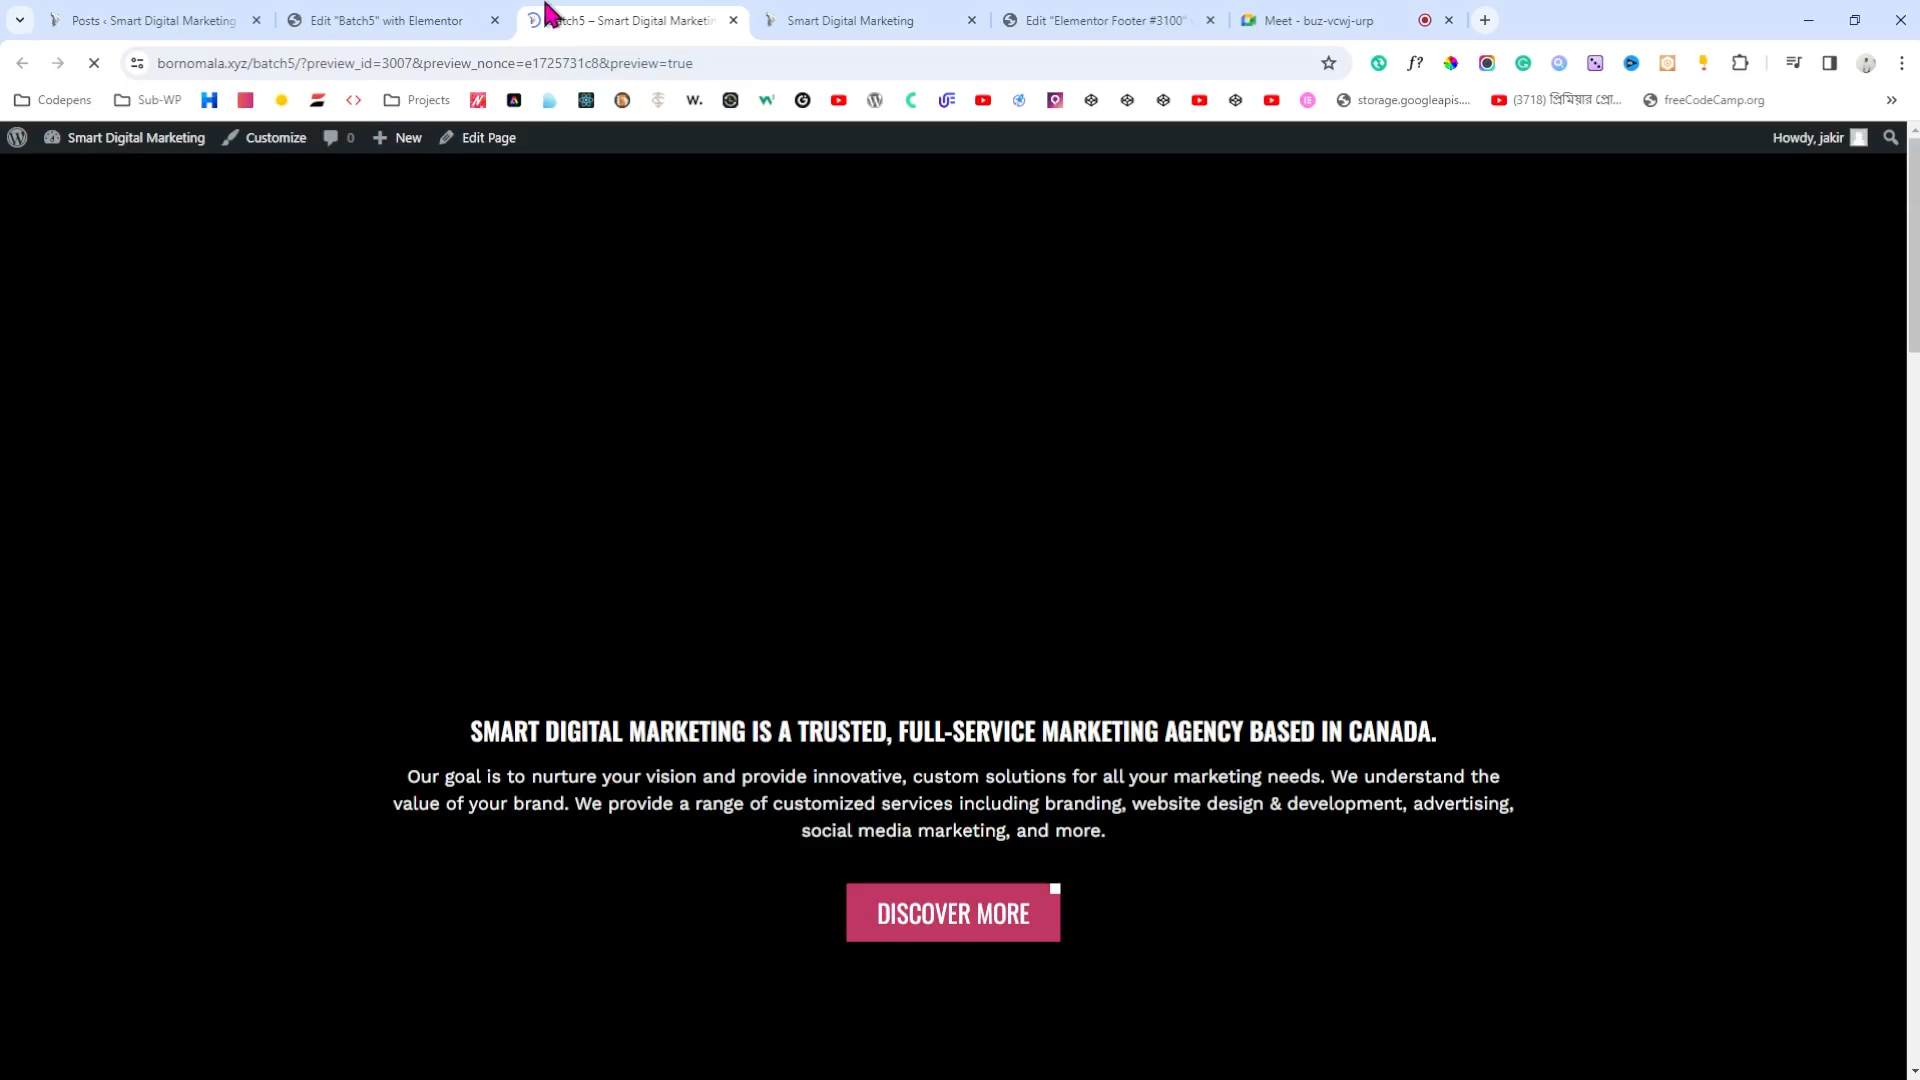 Posts ‹ Smart Digital Marketing
Edit "Batch5" with Elementor
tch5 – Smart Digital Marketin
Smart Digital Marketing
Edit "Elementor Footer #3100"
Meet - buz-vcwj-urp
bornomala.xyz/batch5/?preview_id=3007&preview_nonce=e1725731c8&preview=true
Codepens
Sub-WP
Projects
storage.googleapis....
(3718) প্রিমিয়ার প্রো...
freeCodeCamp.org
Smart Digital Marketing
Customize
0
New
Edit Page
Howdy, jakir
SMART DIGITAL MARKETING IS A TRUSTED, FULL-SERVICE MARKETING AGENCY BASED IN CANADA.
Our goal is to nurture your vision and provide innovative, custom solutions for all your marketing needs. We understand the
value of your brand. We provide a range of customized services including branding, website design & development, advertising,
social media marketing, and more.
DISCOVER MORE